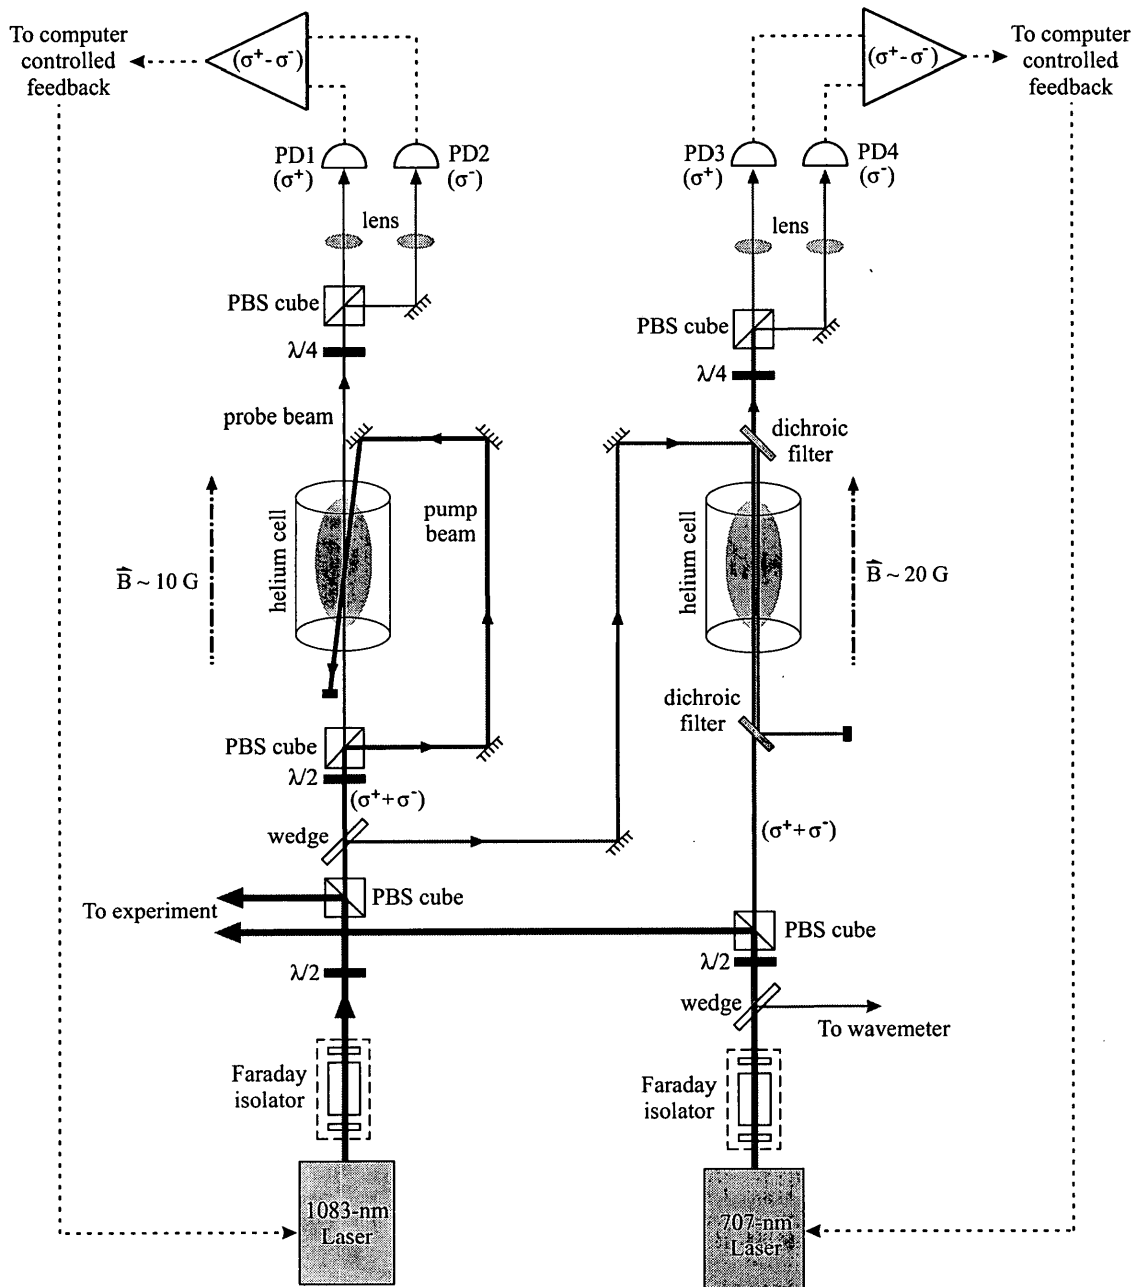 To computer
controlled
feedback
(σ⁺-σ⁻)
(σ⁺-σ⁻)
To computer
controlled
feedback
PD1
(σ⁺)
PD2
(σ⁻)
PD3
(σ⁺)
PD4
(σ⁻)
lens
lens
PBS cube
PBS cube
λ/4
λ/4
probe beam
dichroic
filter
pump
beam
helium cell
helium cell
B⃗ ~ 10 G
B⃗ ~ 20 G
dichroic
filter
PBS cube
λ/2
(σ⁺+σ⁻)
(σ⁺+σ⁻)
wedge
PBS cube
To experiment
PBS cube
λ/2
λ/2
wedge
To wavemeter
Faraday
isolator
Faraday
isolator
1083-nm
Laser
707-nm
Laser